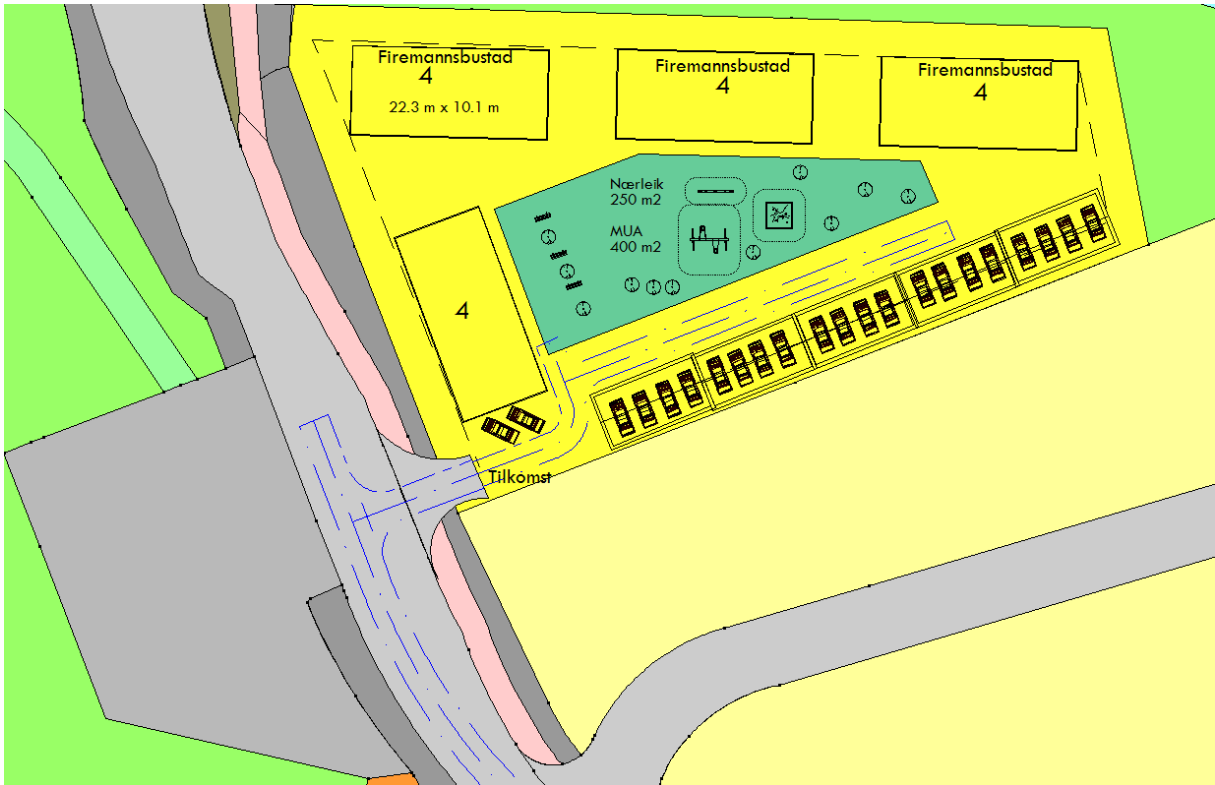 Firemannsbustad
4
22.3 m x 10.1 m
Firemannsbustad
4
Firemannsbustad
4
Nærleik
250 m2
MUA
400 m2
4
Tilkomst